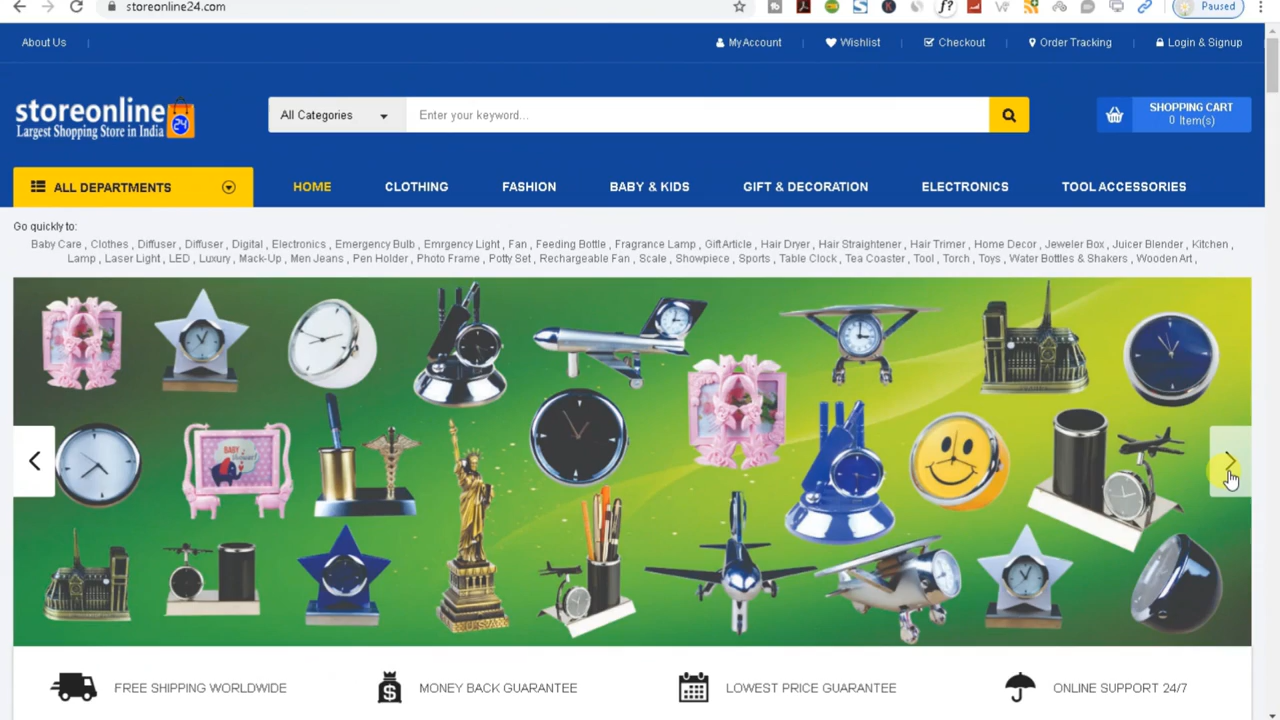 storeonline24.com
Paused
About Us
My Account
Wishlist
Checkout
Order Tracking
Login & Signup
storeonline 24
Largest Shopping Store in India
All Categories
Enter your keyword...
SHOPPING CART
0 Item(s)
ALL DEPARTMENTS
HOME
CLOTHING
FASHION
BABY & KIDS
GIFT & DECORATION
ELECTRONICS
TOOL ACCESSORIES
Go quickly to:
Baby Care , Clothes , Diffuser , Diffuser , Digital , Electronics , Emergency Bulb , Emrgency Light , Fan , Feeding Bottle , Fragrance Lamp , Gift Article , Hair Dryer , Hair Straightener , Hair Trimer , Home Decor , Jeweler Box , Juicer Blender , Kitchen ,
Lamp , Laser Light , LED , Luxury , Mack-Up , Men Jeans , Pen Holder , Photo Frame , Potty Set , Rechargeable Fan , Scale , Showpiece , Sports , Table Clock , Tea Coaster , Tool , Torch , Toys , Water Bottles & Shakers , Wooden Art ,
FREE SHIPPING WORLDWIDE
MONEY BACK GUARANTEE
LOWEST PRICE GUARANTEE
ONLINE SUPPORT 24/7